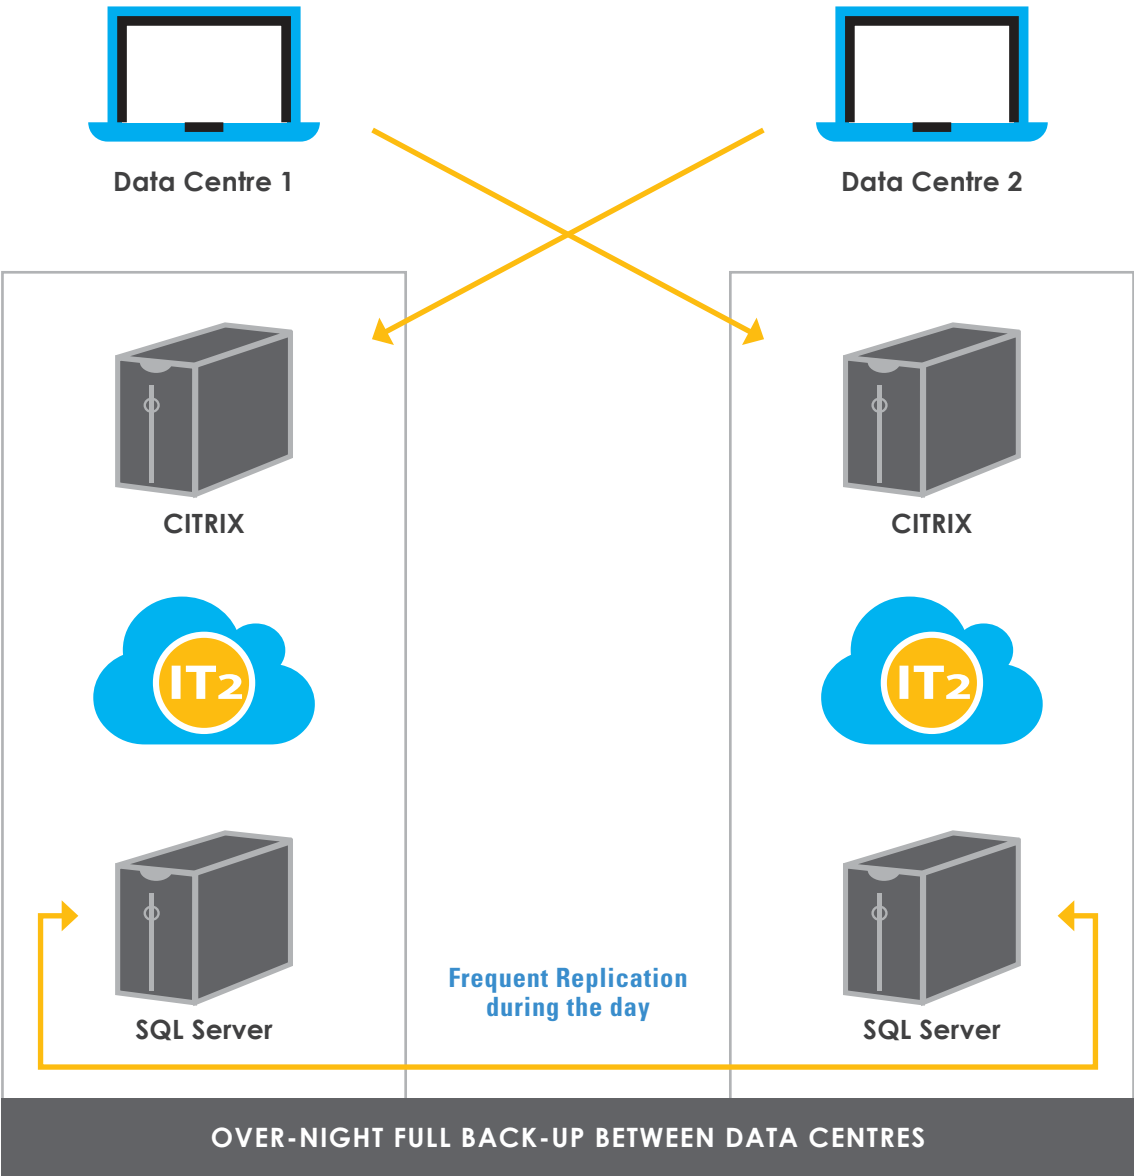 Data Centre 1
Data Centre 2
CITRIX
CITRIX
IT2
IT2
Frequent Replication
during the day
SQL Server
SQL Server
OVER-NIGHT FULL BACK-UP BETWEEN DATA CENTRES